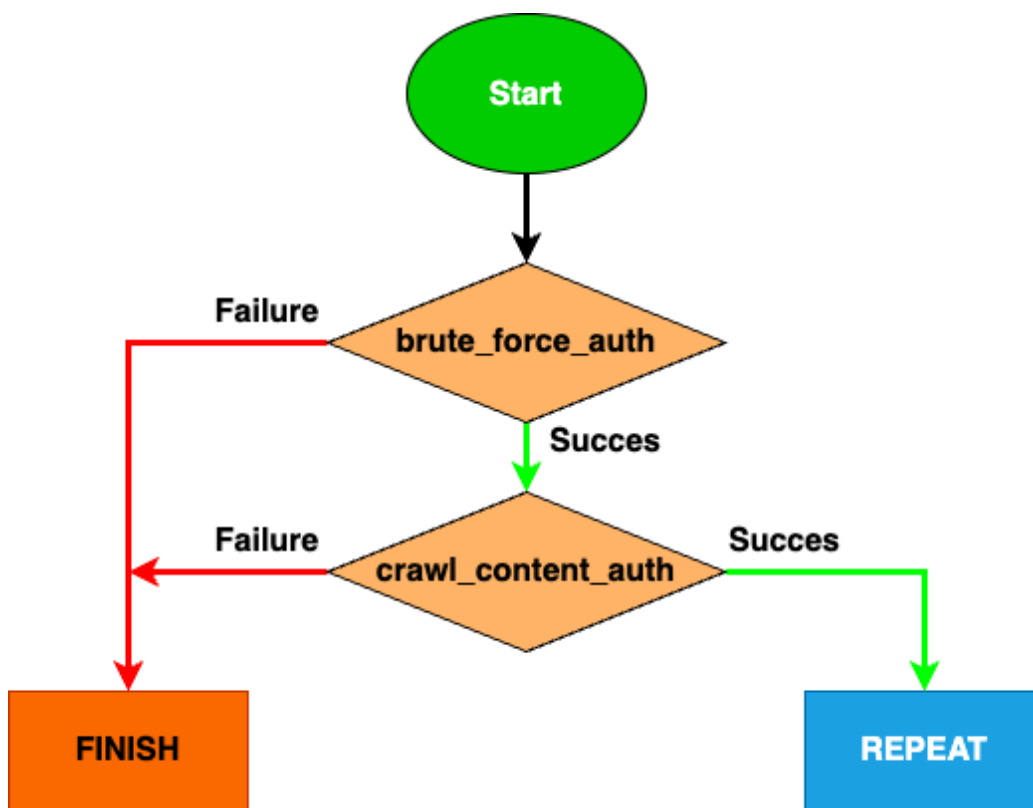 Start
Failure
brute_force_auth
Succes
Failure
Succes
crawl_content_auth
FINISH
REPEAT